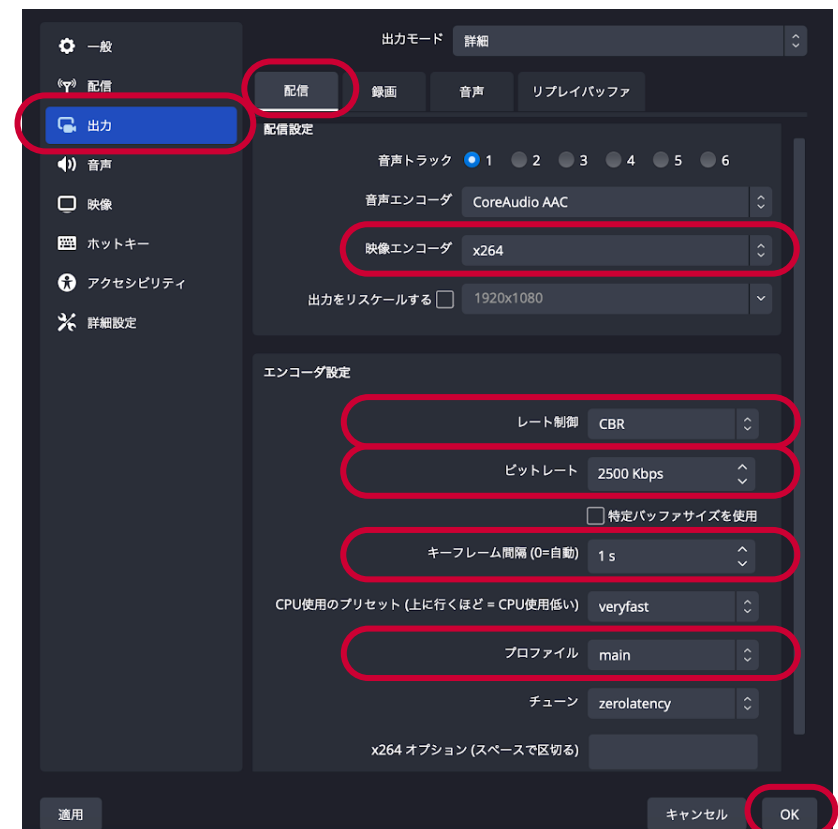 一般
配信
出力
音声
映像
ホットキー
アクセシビリティ
詳細設定
出力モード 詳細
配信 録画 音声 リプレイバッファ
配信設定
音声トラック 1 2 3 4 5 6
音声エンコーダ CoreAudio AAC
映像エンコーダ x264
出力をリスケールする 1920x1080
エンコーダ設定
レート制御 CBR
ビットレート 2500 Kbps
特定バッファサイズを使用
キーフレーム間隔 (0=自動) 1 s
CPU使用のプリセット (上に行くほど = CPU使用低い) veryfast
プロファイル main
チューン zerolatency
x264 オプション (スペースで区切る)
適用 キャンセル OK